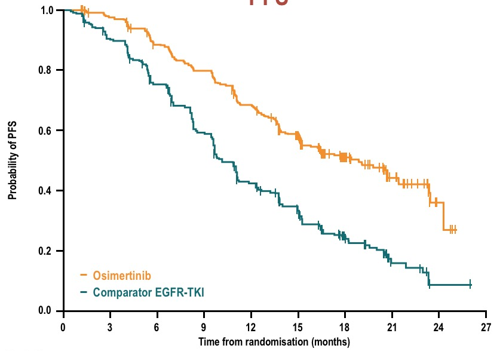 PFS
1.0
0.8
0.6
0.4
0.2
0.0
Probability of PFS
Osimertinib
Comparator EGFR-TKI
0 3 6 9 12 15 18 21 24 27
Time from randomisation (months)